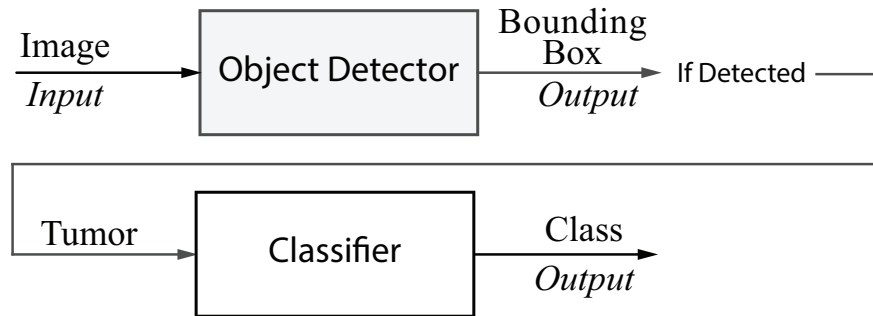 Image
Input
Object Detector
Bounding
Box
Output
If Detected
Tumor
Classifier
Class
Output